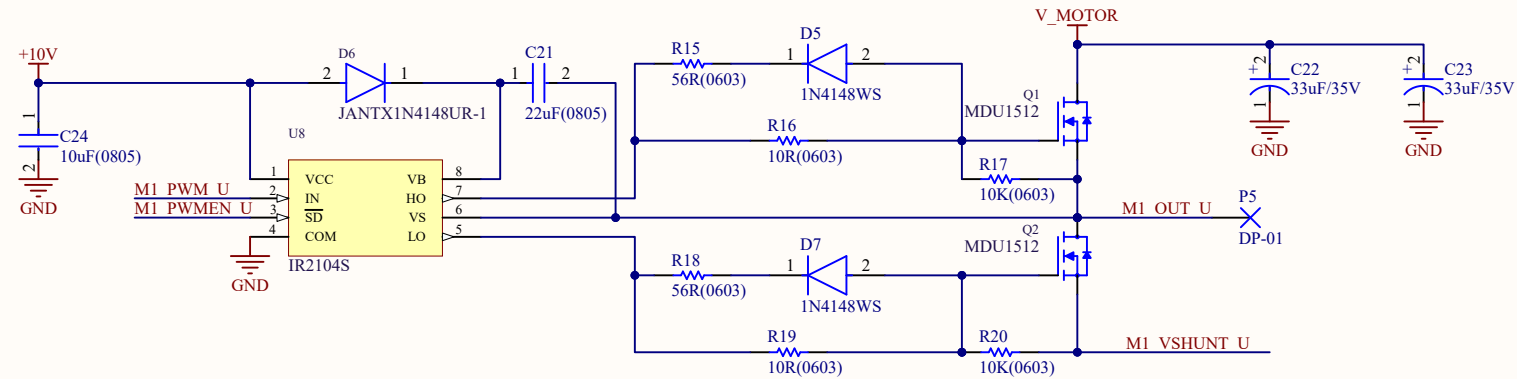 V_MOTOR
+10V
D6
2
1
JANTX1N4148UR-1
C21
1
2
22uF(0805)
R15
56R(0603)
D5
1
2
1N4148WS
Q1
MDU1512
+
2
1
C22
33uF/35V
GND
+
2
1
C23
33uF/35V
GND
1
C24
10uF(0805)
2
GND
R16
10R(0603)
R17
10K(0603)
U8
M1_PWM_U
M1_PWMEN_U
1 VCC VB 8
2 IN HO 7
3 SD VS 6
4 COM LO 5
IR2104S
GND
M1_OUT_U
P5
DP-01
Q2
MDU1512
R18
56R(0603)
D7
1
2
1N4148WS
R19
10R(0603)
R20
10K(0603)
M1_VSHUNT_U